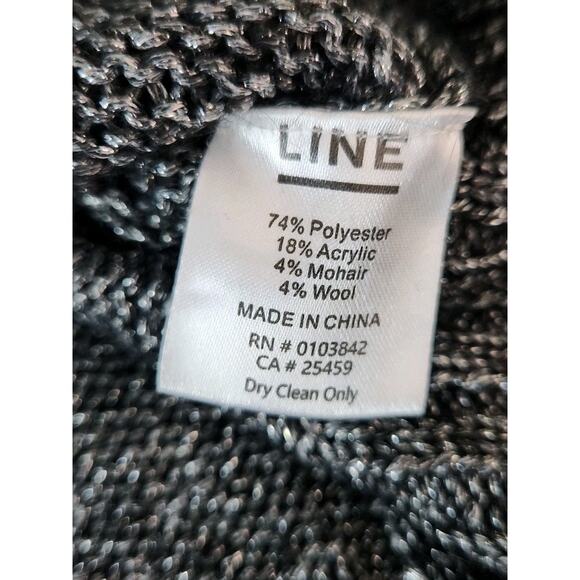 LINE
74% Polyester
18% Acrylic
4% Mohair
4% Wool
MADE IN CHINA
RN # 0103842
CA # 25459
Dry Clean Only